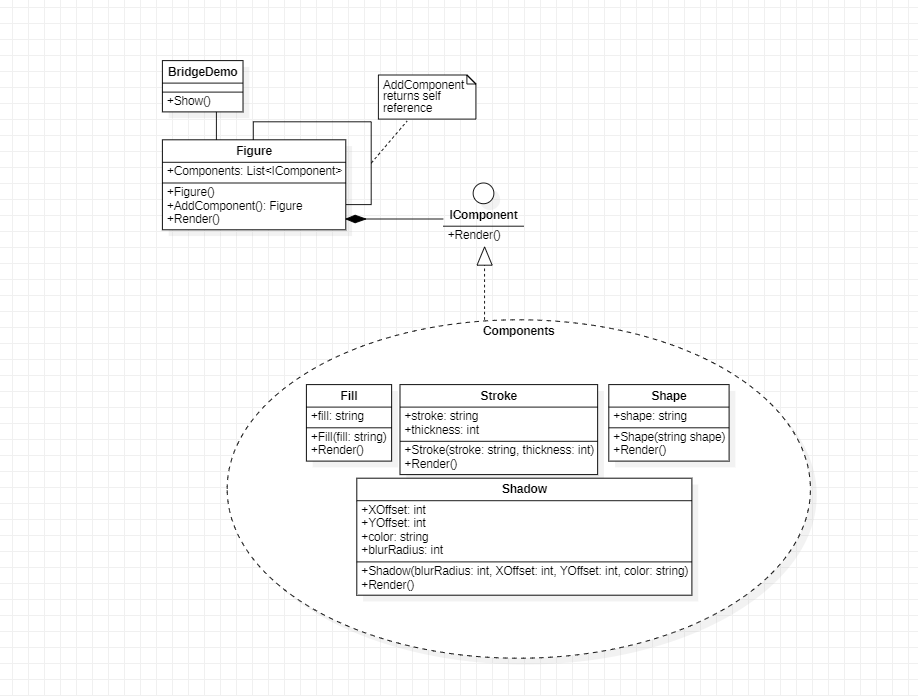 BridgeDemo
+Show()
AddComponent
returns self
reference
Figure
+Components: List<IComponent>
+Figure()
+AddComponent(): Figure
+Render()
IComponent
+Render()
Components
Fill
+fill: string
+Fill(fill: string)
+Render()
Stroke
+stroke: string
+thickness: int
+Stroke(stroke: string, thickness: int)
+Render()
Shape
+shape: string
+Shape(string shape)
+Render()
Shadow
+XOffset: int
+YOffset: int
+color: string
+blurRadius: int
+Shadow(blurRadius: int, XOffset: int, YOffset: int, color: string)
+Render()